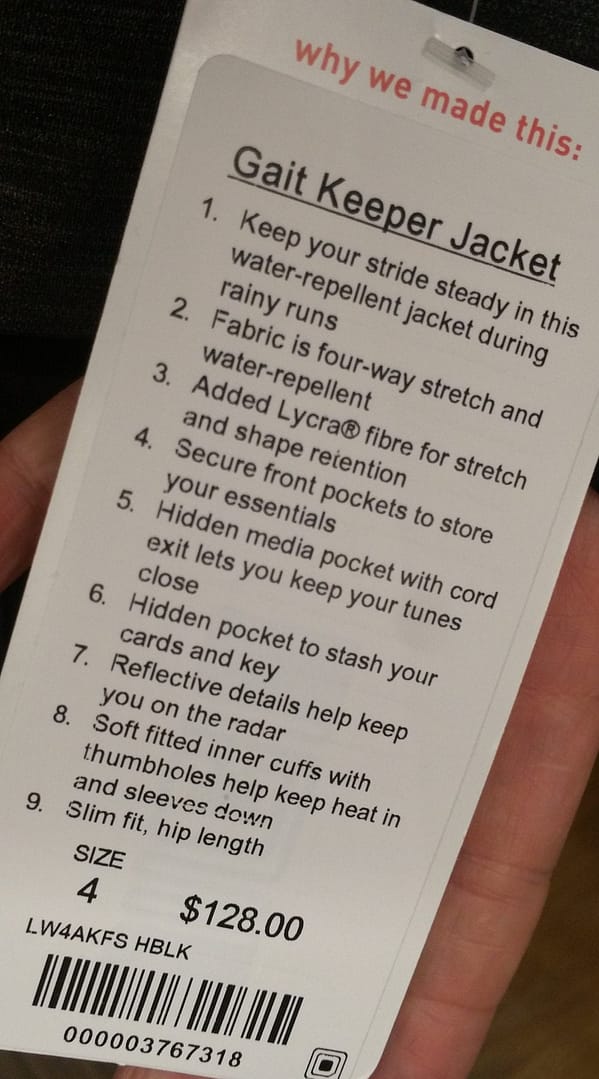 why we made this:
Gait Keeper Jacket
1. Keep your stride steady in this
water-repellent jacket during
rainy runs
2. Fabric is four-way stretch and
water-repellent
3. Added Lycra® fibre for stretch
and shape retention
4. Secure front pockets to store
your essentials
5. Hidden media pocket with cord
exit lets you keep your tunes
close
6. Hidden pocket to stash your
cards and key
7. Reflective details help keep
you on the radar
8. Soft fitted inner cuffs with
thumbholes help keep heat in
and sleeves down
9. Slim fit, hip length
SIZE
4 $128.00
LW4AKFS HBLK
000003767318